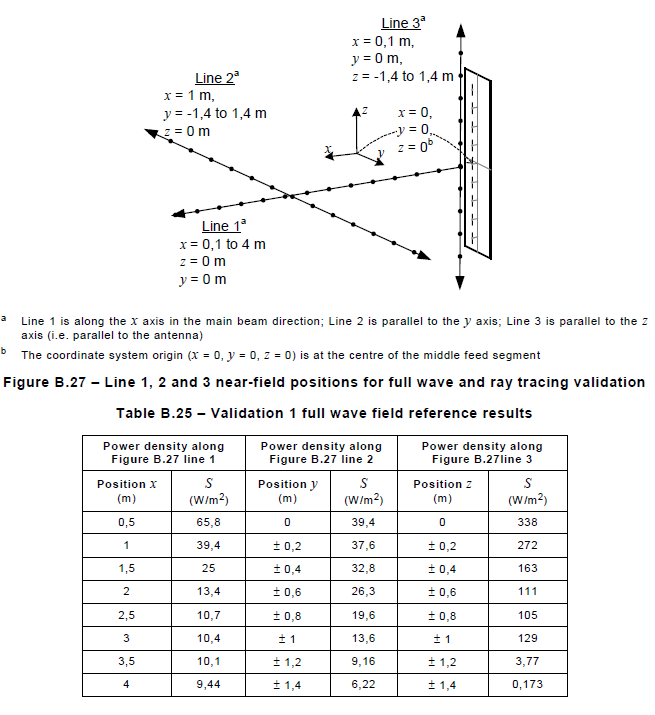 Line 3a
x = 0,1 m,
y = 0 m,
z = -1,4 to 1,4 m
Line 2a
x = 1 m,
y = -1,4 to 1,4 m
z = 0 m
z
x
y
x = 0,
y = 0,
z = 0b
Line 1a
x = 0,1 to 4 m
z = 0 m
y = 0 m
a Line 1 is along the x axis in the main beam direction; Line 2 is parallel to the y axis; Line 3 is parallel to the z
axis (i.e. parallel to the antenna)
b The coordinate system origin (x = 0, y = 0, z = 0) is at the centre of the middle feed segment
Figure B.27 – Line 1, 2 and 3 near-field positions for full wave and ray tracing validation
Table B.25 – Validation 1 full wave field reference results
Power density along Figure B.27 line 1 Power density along Figure B.27 line 2 Power density along Figure B.27line 3
Position x (m) S (W/m2) Position y (m) S (W/m2) Position z (m) S (W/m2)
0,5 65,8 0 39,4 0 338
1 39,4 ± 0,2 37,6 ± 0,2 272
1,5 25 ± 0,4 32,8 ± 0,4 163
2 13,4 ± 0,6 26,3 ± 0,6 111
2,5 10,7 ± 0,8 19,6 ± 0,8 105
3 10,4 ± 1 13,6 ± 1 129
3,5 10,1 ± 1,2 9,16 ± 1,2 3,77
4 9,44 ± 1,4 6,22 ± 1,4 0,173